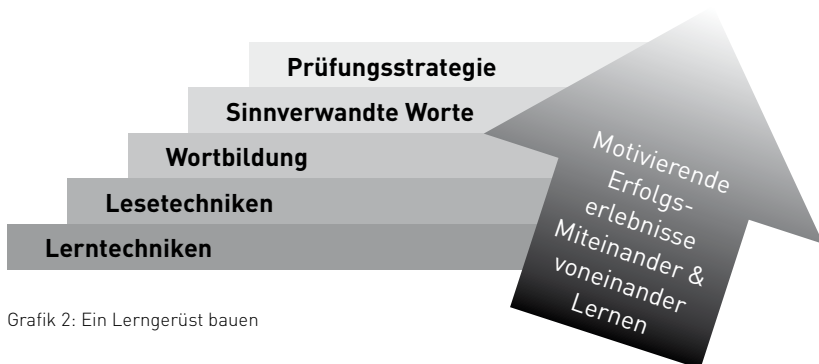 Prüfungsstrategie
Sinnverwandte Worte
Wortbildung
Lesetechniken
Lerntechniken
Motivierende
Erfolgs-
erlebnisse
Miteinander &
voneinander
Lernen
Grafik 2: Ein Lerngerüst bauen